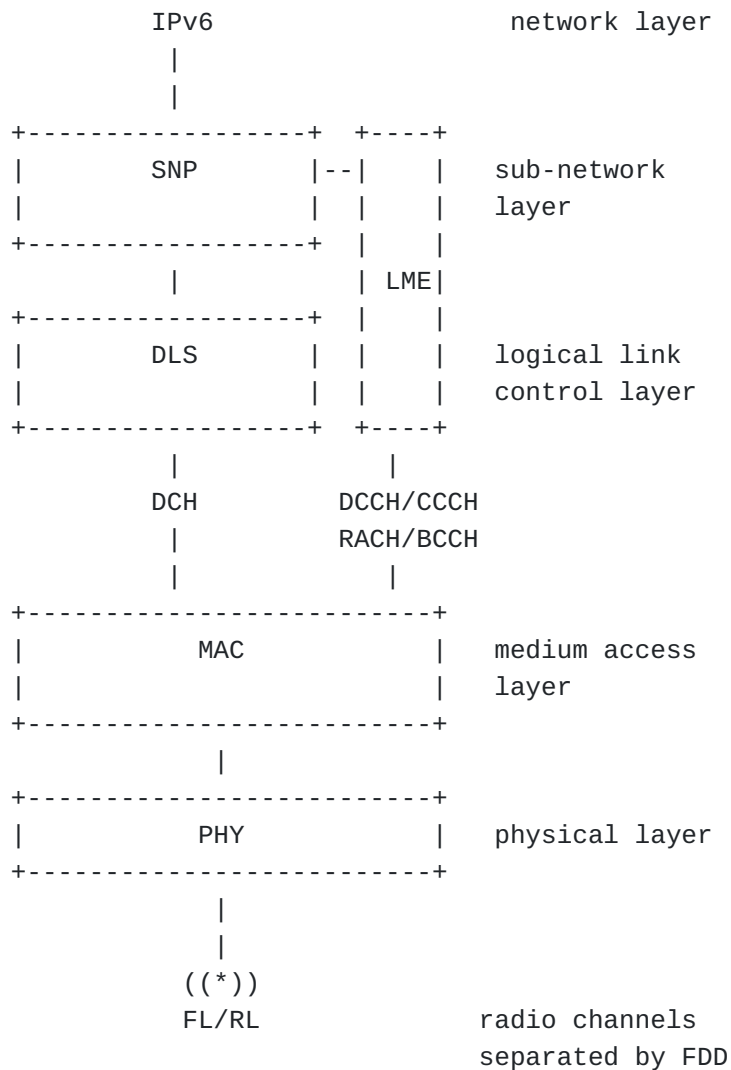 IPv6 network layer
SNP sub-network
layer
LME
DLS logical link
control layer
DCH DCCH/CCCH
RACH/BCCH
MAC medium access
layer
PHY physical layer
((*))
FL/RL radio channels
separated by FDD